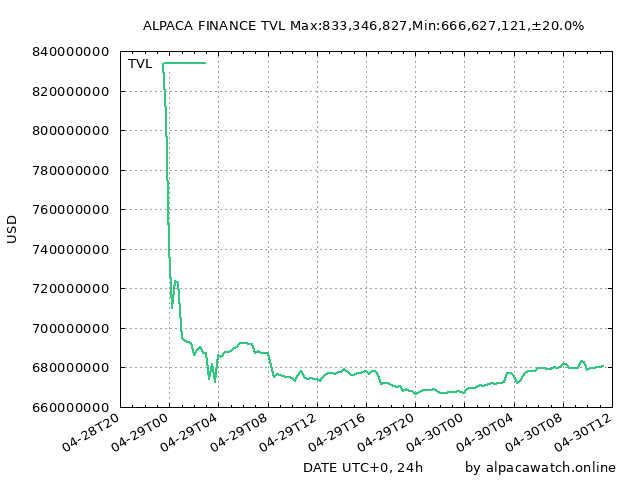 ALPACA FINANCE TVL Max:833,346,827,Min:666,627,121,±20.0%
840000000
TVL
820000000
800000000
780000000
760000000
740000000
720000000
700000000
680000000
660000000
USD
04-28T20
04-29T00
04-29T04
04-29T08
04-29T12
04-29T16
04-29T20
04-30T00
04-30T04
04-30T08
04-30T12
DATE UTC+0, 24h
by alpacawatch.online